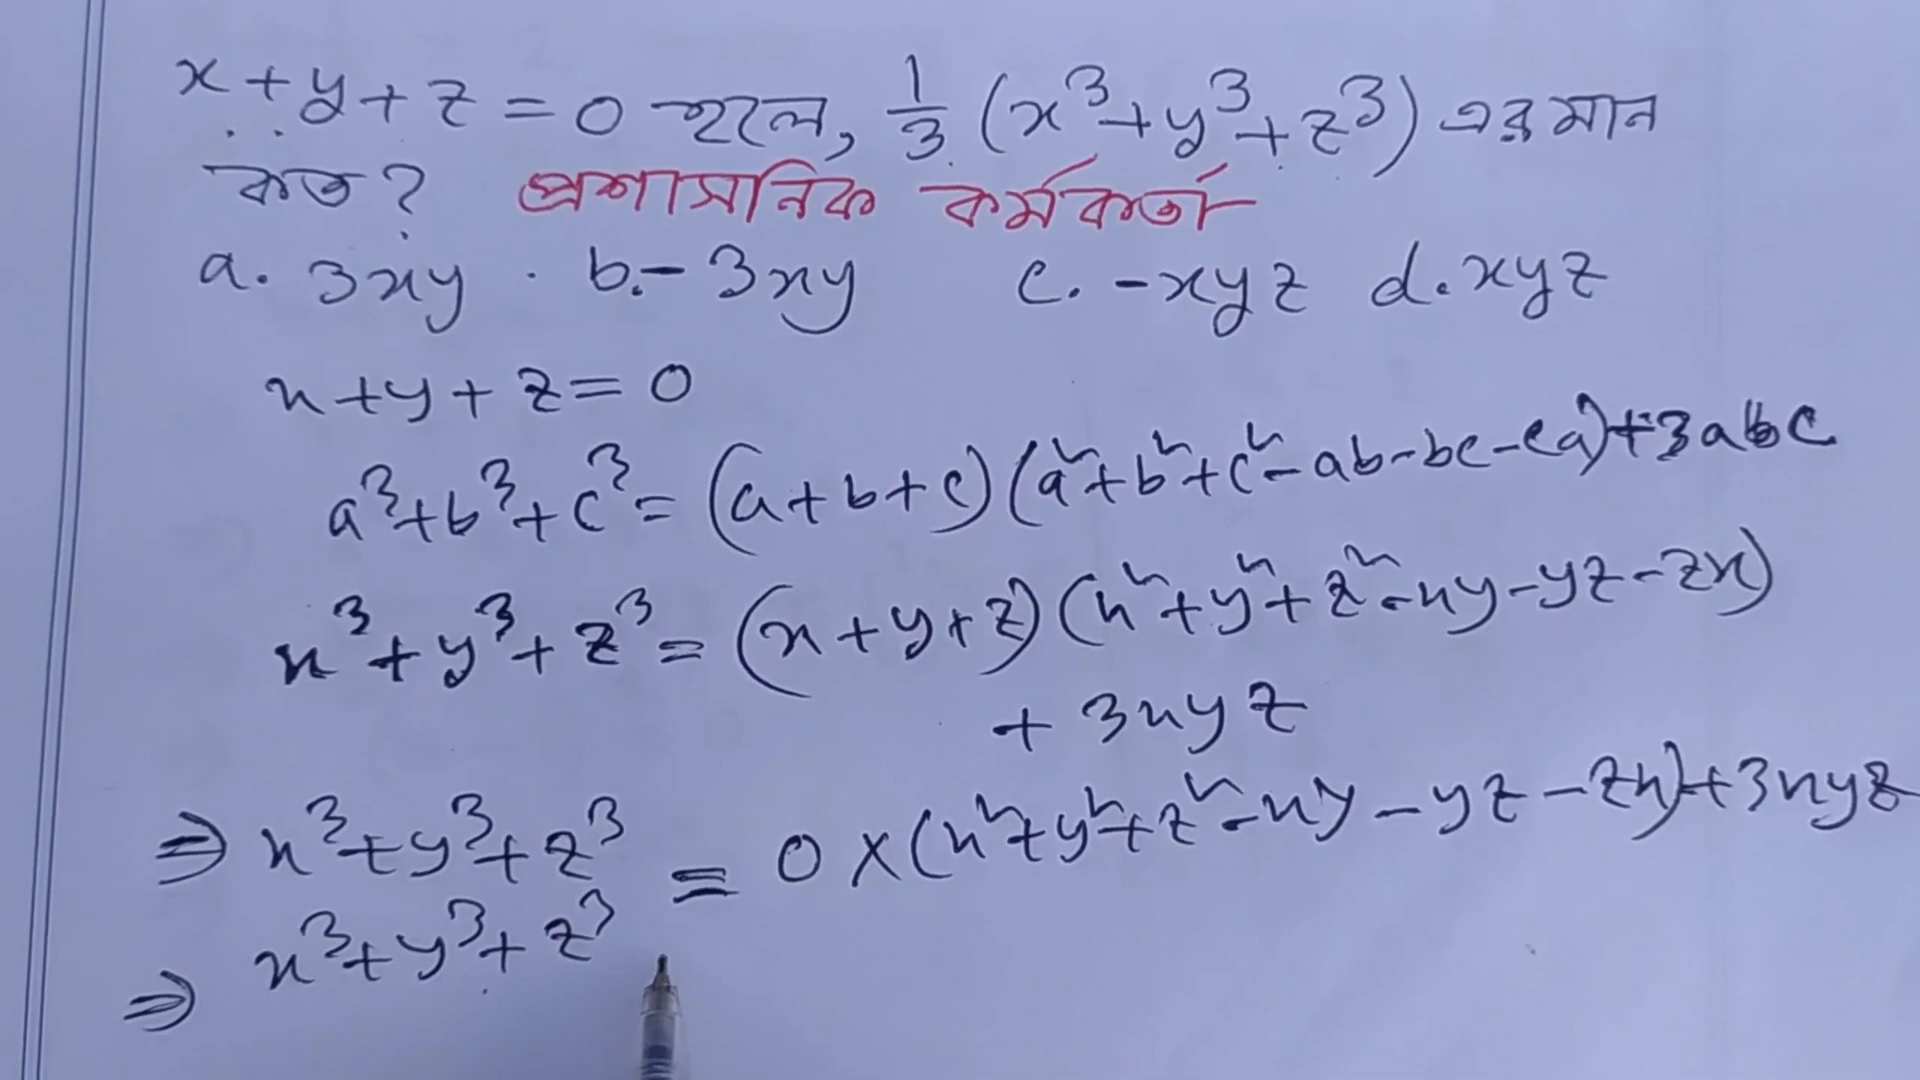 x+y+z=0 হলে, 1/3 (x³+y³+z³) এর মান
কত? প্রশাসনিক কর্মকর্তা
a. 3xy b. -3xy c. -xyz d. xyz
x+y+z=0
a³+b³+c³=(a+b+c)(a²+b²+c²-ab-bc-ca)+3abc
x³+y³+z³=(x+y+z)(x²+y²+z²-xy-yz-zx)
+3xyz
⇒ x³+y³+z³ = 0×(x²+y²+z²-xy-yz-zx)+3xyz
⇒ x³+y³+z³